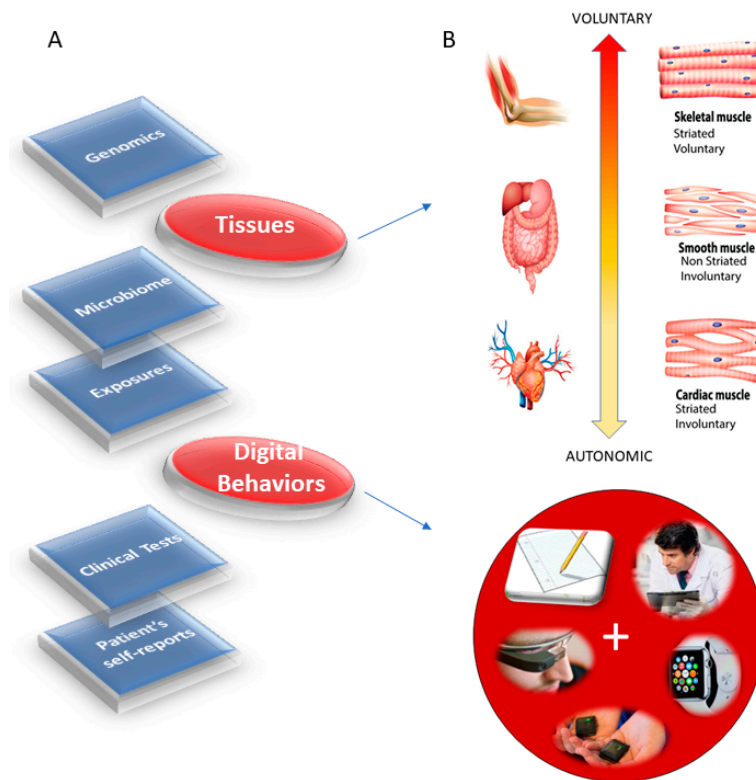 A
Genomics
Tissues
Microbiome
Exposures
Digital
Behaviors
Clinical Tests
Patient's
self-reports
B
VOLUNTARY
Skeletal muscle
Striated
Voluntary
Smooth muscle
Non Striated
Involuntary
Cardiac muscle
Striated
Involuntary
AUTONOMIC
+